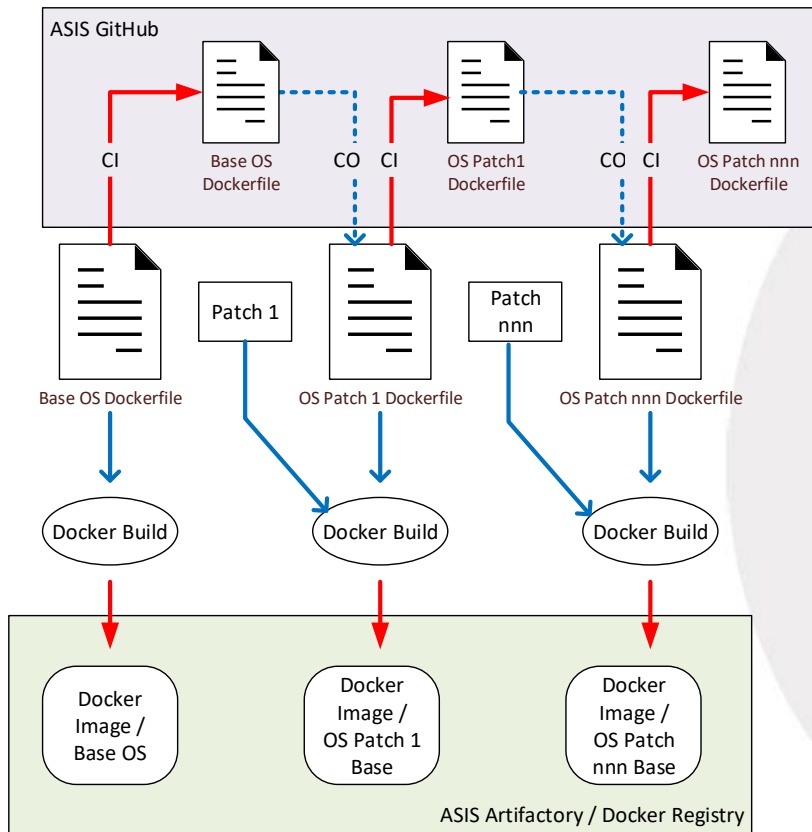 ASIS GitHub
Base OS
Dockerfile
OS Patch1
Dockerfile
OS Patch nnn
Dockerfile
CI
CO
CI
CO
CI
Patch 1
Patch
nnn
Base OS Dockerfile
OS Patch 1 Dockerfile
OS Patch nnn Dockerfile
Docker Build
Docker Build
Docker Build
Docker
Image /
Base OS
Docker
Image /
OS Patch 1
Base
Docker
Image /
OS Patch
nnn Base
ASIS Artifactory / Docker Registry